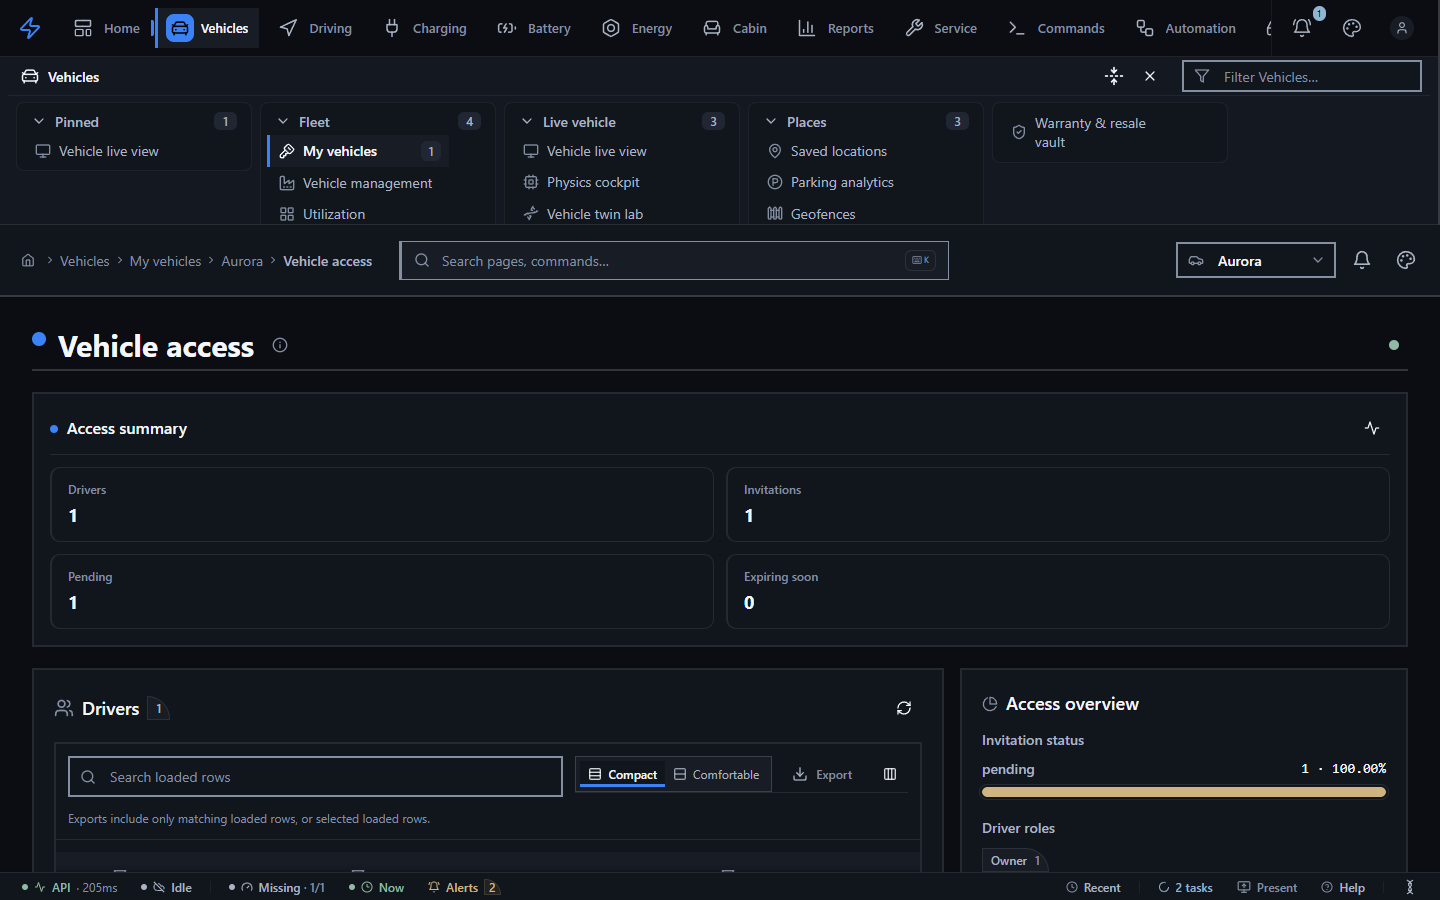 Home
Vehicles
Driving
Charging
Battery
Energy
Cabin
Reports
Service
Commands
Automation
1
Vehicles
Filter Vehicles...
Pinned 1
Vehicle live view
Fleet 4
My vehicles 1
Vehicle management
Utilization
Live vehicle 3
Vehicle live view
Physics cockpit
Vehicle twin lab
Places 3
Saved locations
Parking analytics
Geofences
Warranty & resale
vault
Vehicles > My vehicles > Aurora > Vehicle access
Search pages, commands... K
Aurora
Vehicle access
Access summary
Drivers
1
Invitations
1
Pending
1
Expiring soon
0
Drivers 1
Search loaded rows
Compact
Comfortable
Export
Exports include only matching loaded rows, or selected loaded rows.
Access overview
Invitation status
pending 1 · 100.00%
Driver roles
Owner 1
API · 205ms
Idle
Missing · 1/1
Now
Alerts 2
Recent
2 tasks
Present
Help